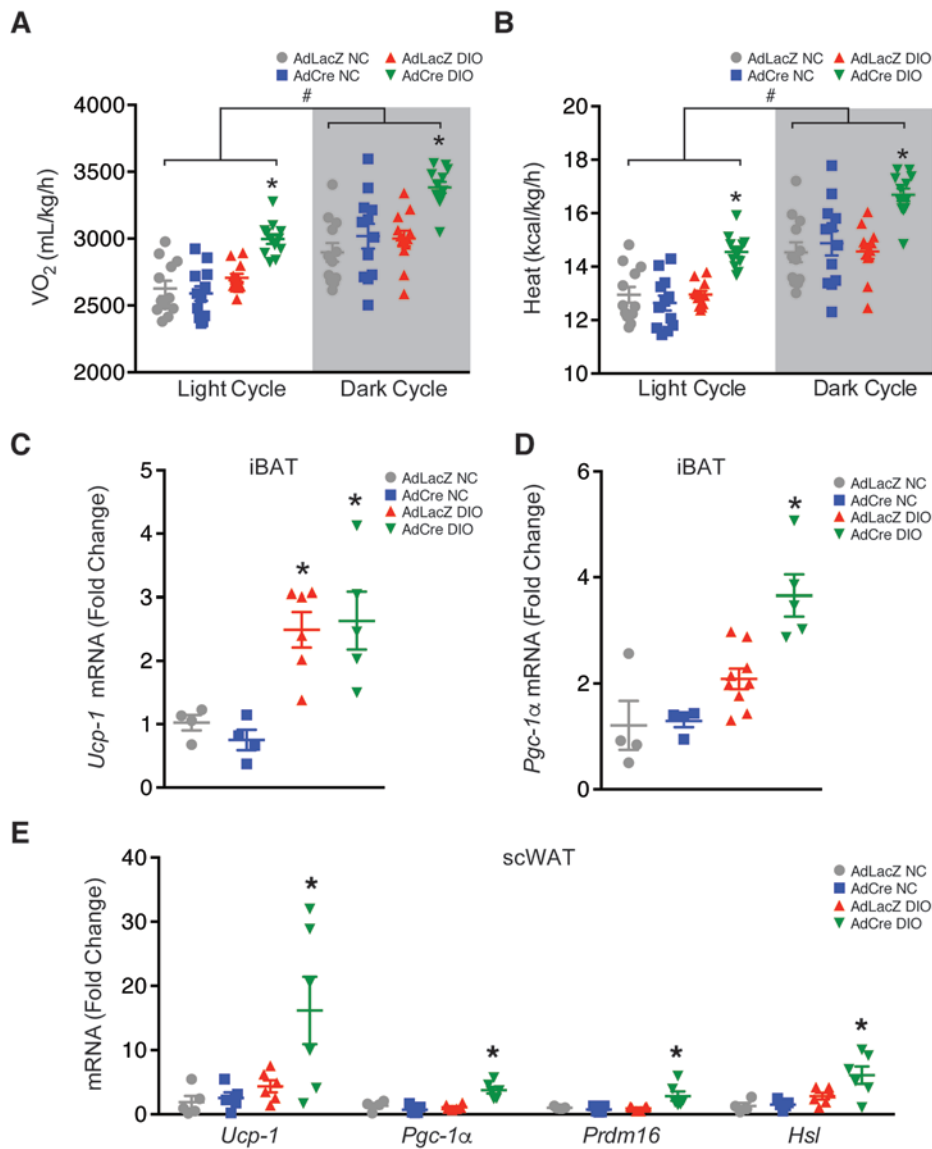 A
AdLacZ NC
AdCre NC
AdLacZ DIO
AdCre DIO
#
4000
3500
3000
2500
2000
VO2 (mL/kg/h)
*
*
Light Cycle
Dark Cycle
B
AdLacZ NC
AdCre NC
AdLacZ DIO
AdCre DIO
#
20
18
16
14
12
10
Heat (kcal/kg/h)
*
*
Light Cycle
Dark Cycle
C
iBAT
AdLacZ NC
AdCre NC
AdLacZ DIO
AdCre DIO
5
4
3
2
1
0
Ucp-1 mRNA (Fold Change)
*
*
D
iBAT
AdLacZ NC
AdCre NC
AdLacZ DIO
AdCre DIO
6
4
2
0
Pgc-1α mRNA (Fold Change)
*
E
scWAT
AdLacZ NC
AdCre NC
AdLacZ DIO
AdCre DIO
40
30
20
10
0
mRNA (Fold Change)
*
*
*
*
Ucp-1
Pgc-1α
Prdm16
Hsl